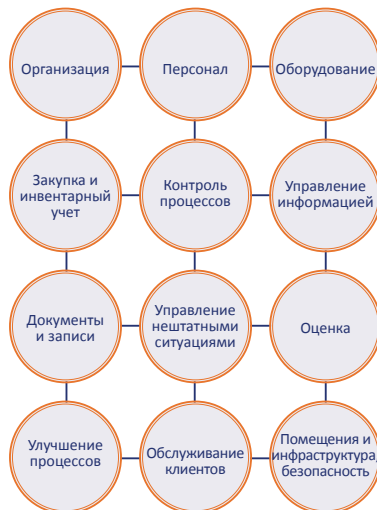 Организация
Персонал
Оборудование
Закупка и
инвентарный
учет
Контроль
процессов
Управление
информацией
Документы
и записи
Управление
нештатными
ситуациями
Оценка
Улучшение
процессов
Обслуживание
клиентов
Помещения и
инфраструктура,
безопасность